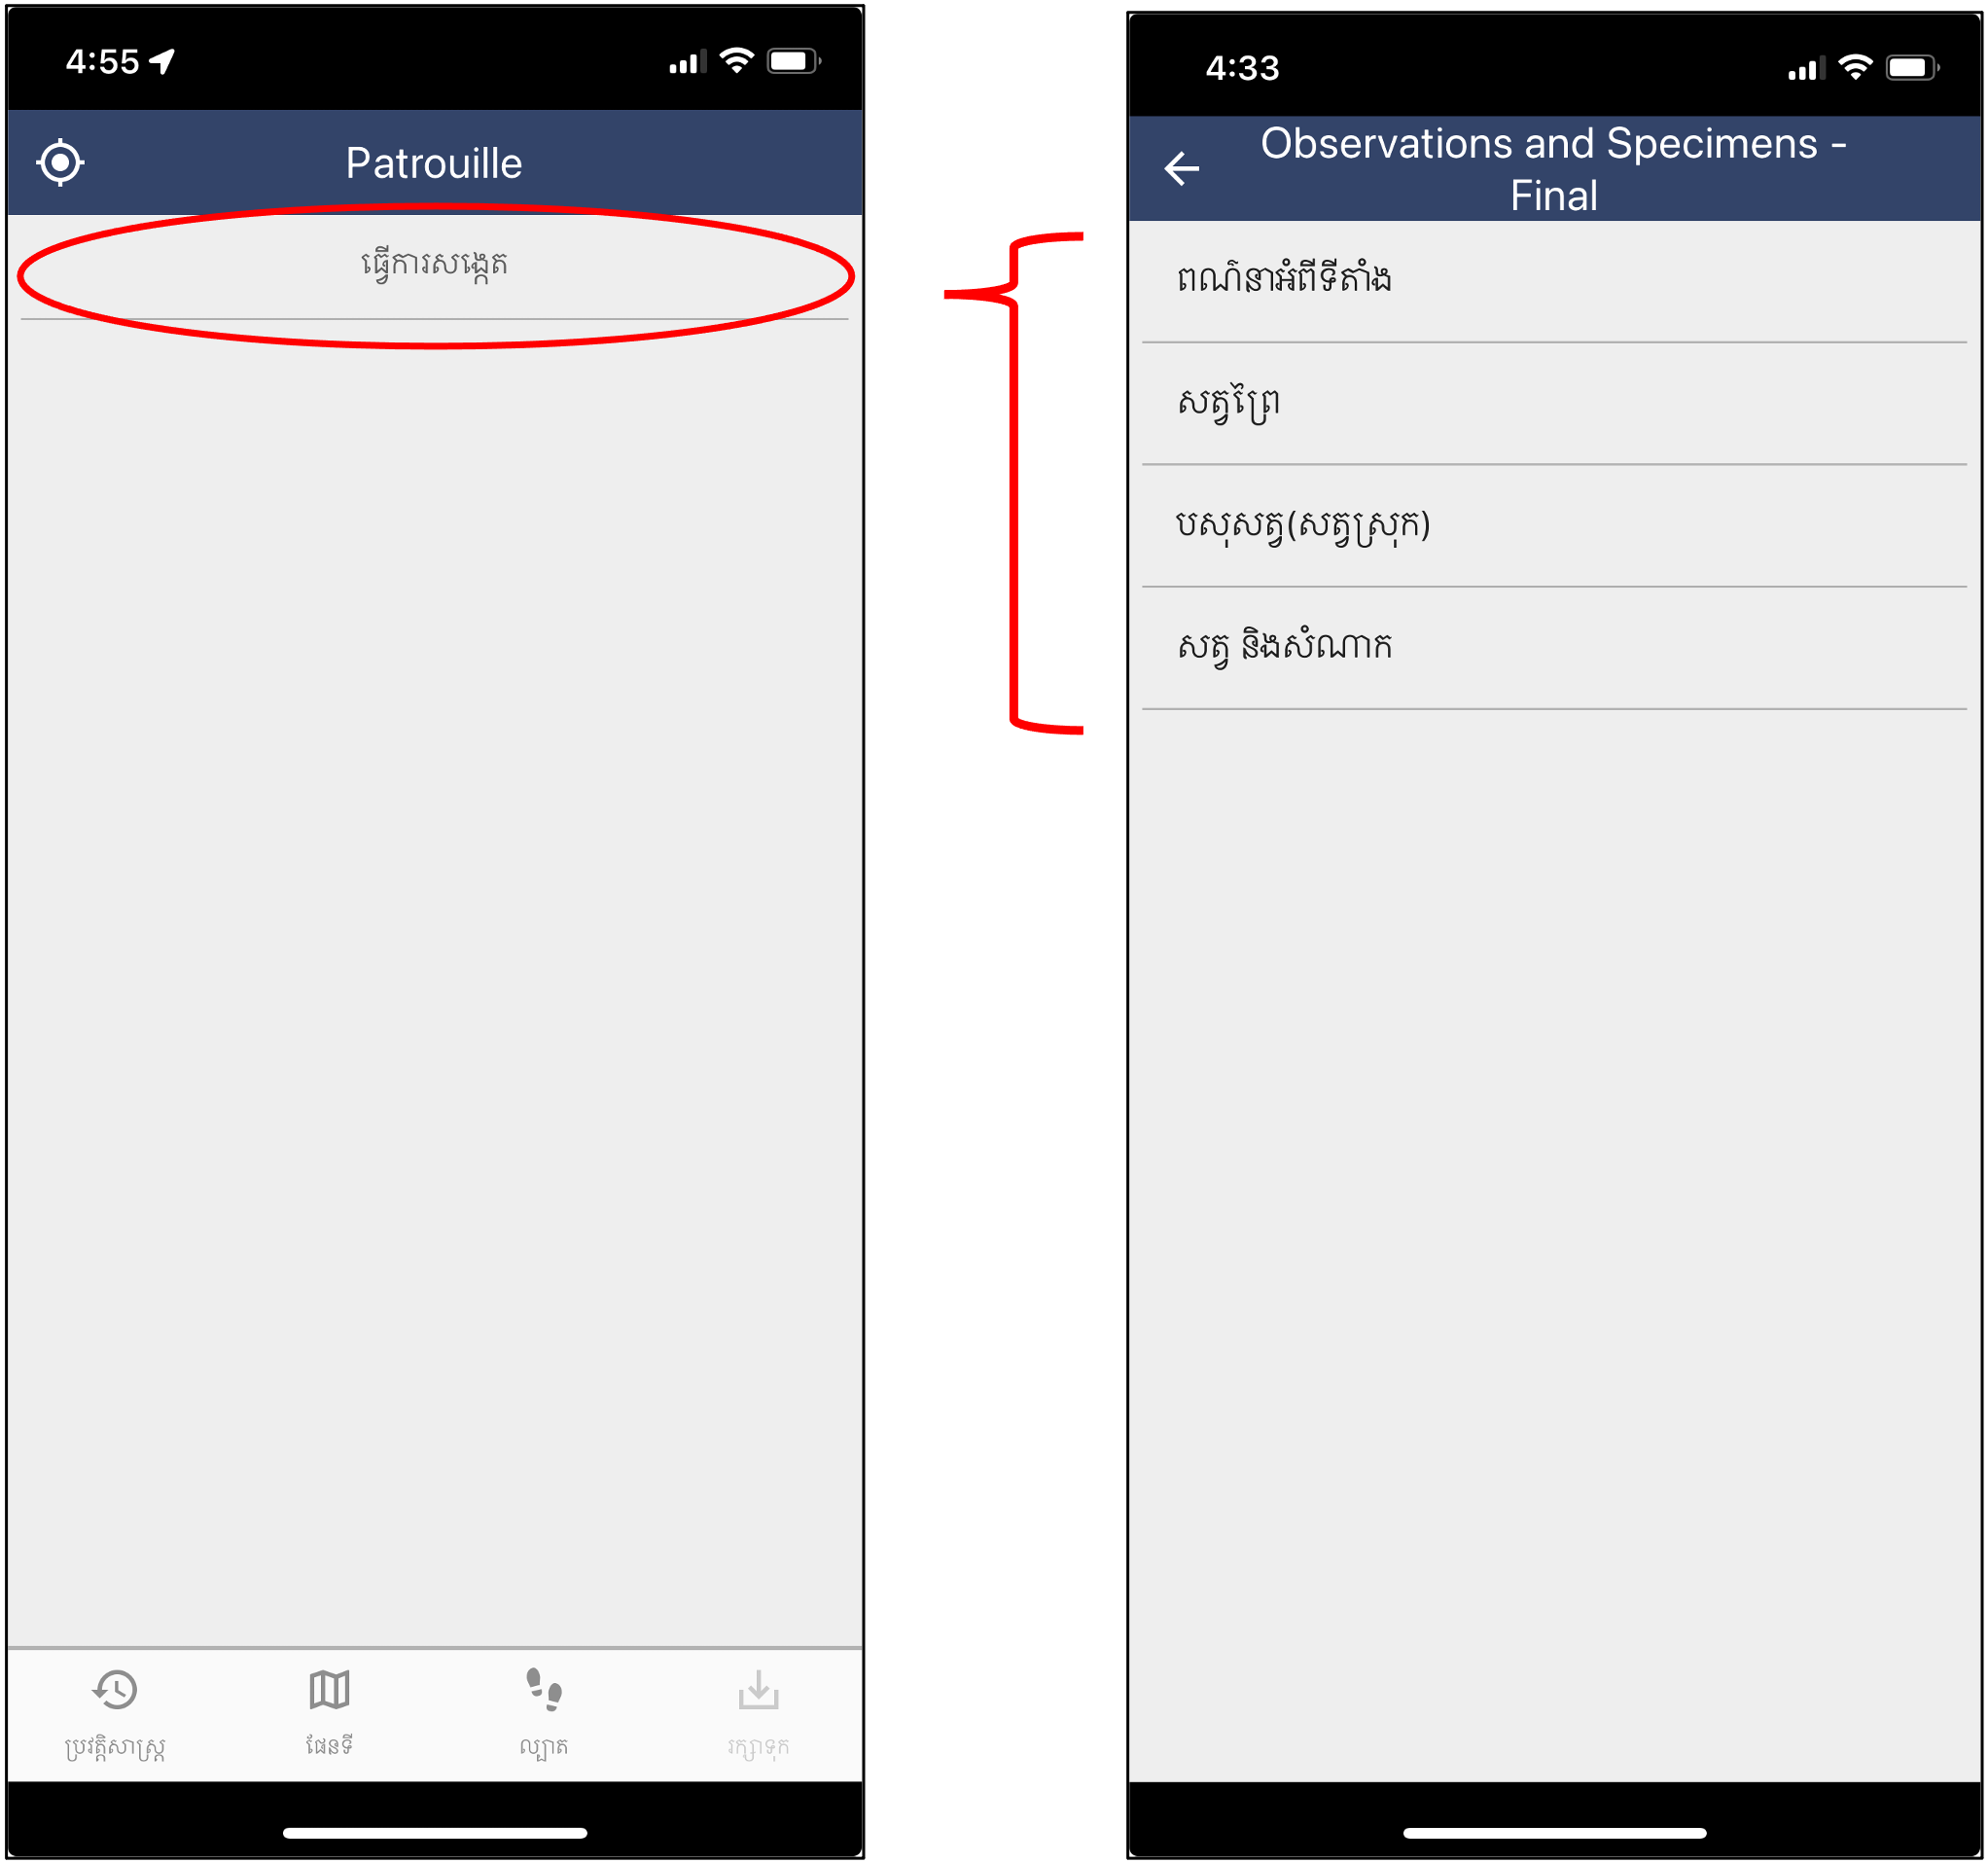 4:55
Patrouille
ធ្វើការសង្កេត
ប្រវត្តិសាស្ត្រ
ផែនទី
ល្បាត
រក្សាទុក
4:33
Observations and Specimens -
Final
ពណ៌នាអំពីទីតាំង
សត្វព្រៃ
បសុសត្វ(សត្វស្រុក)
សត្វ និងសំណាក